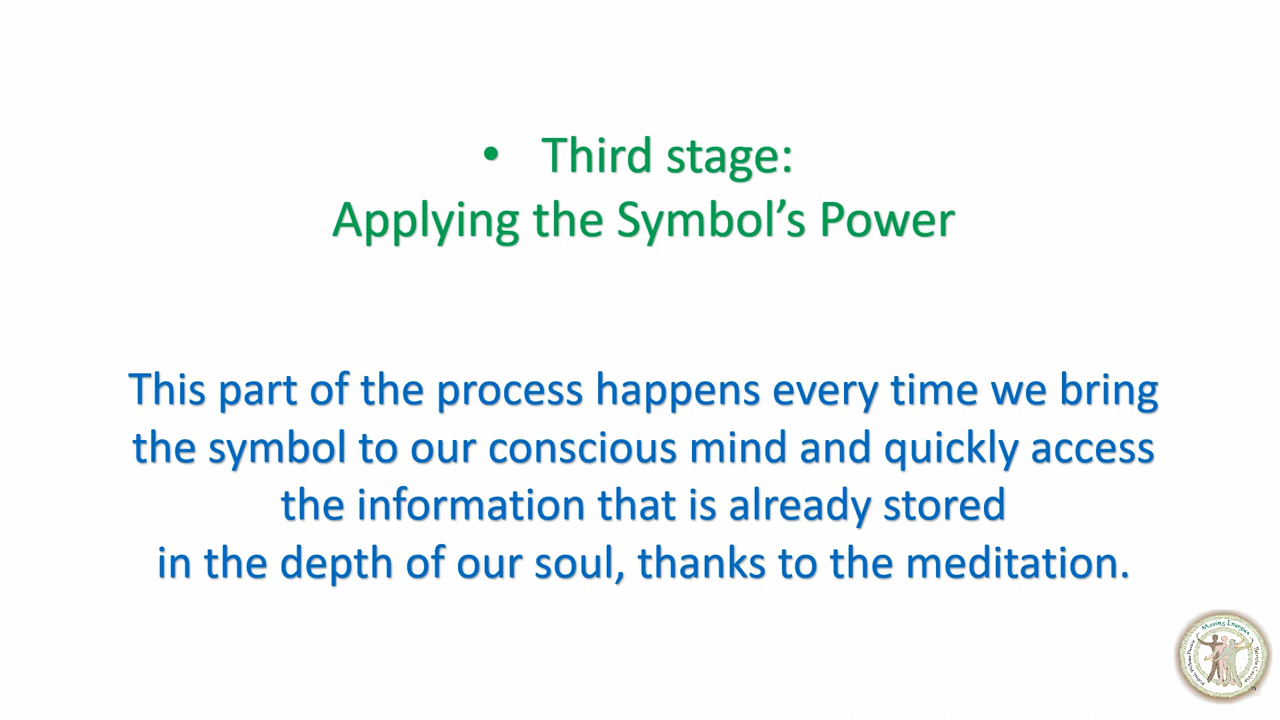 • Third stage:
Applying the Symbol’s Power
This part of the process happens every time we bring
the symbol to our conscious mind and quickly access
the information that is already stored
in the depth of our soul, thanks to the meditation.
Moving Energies